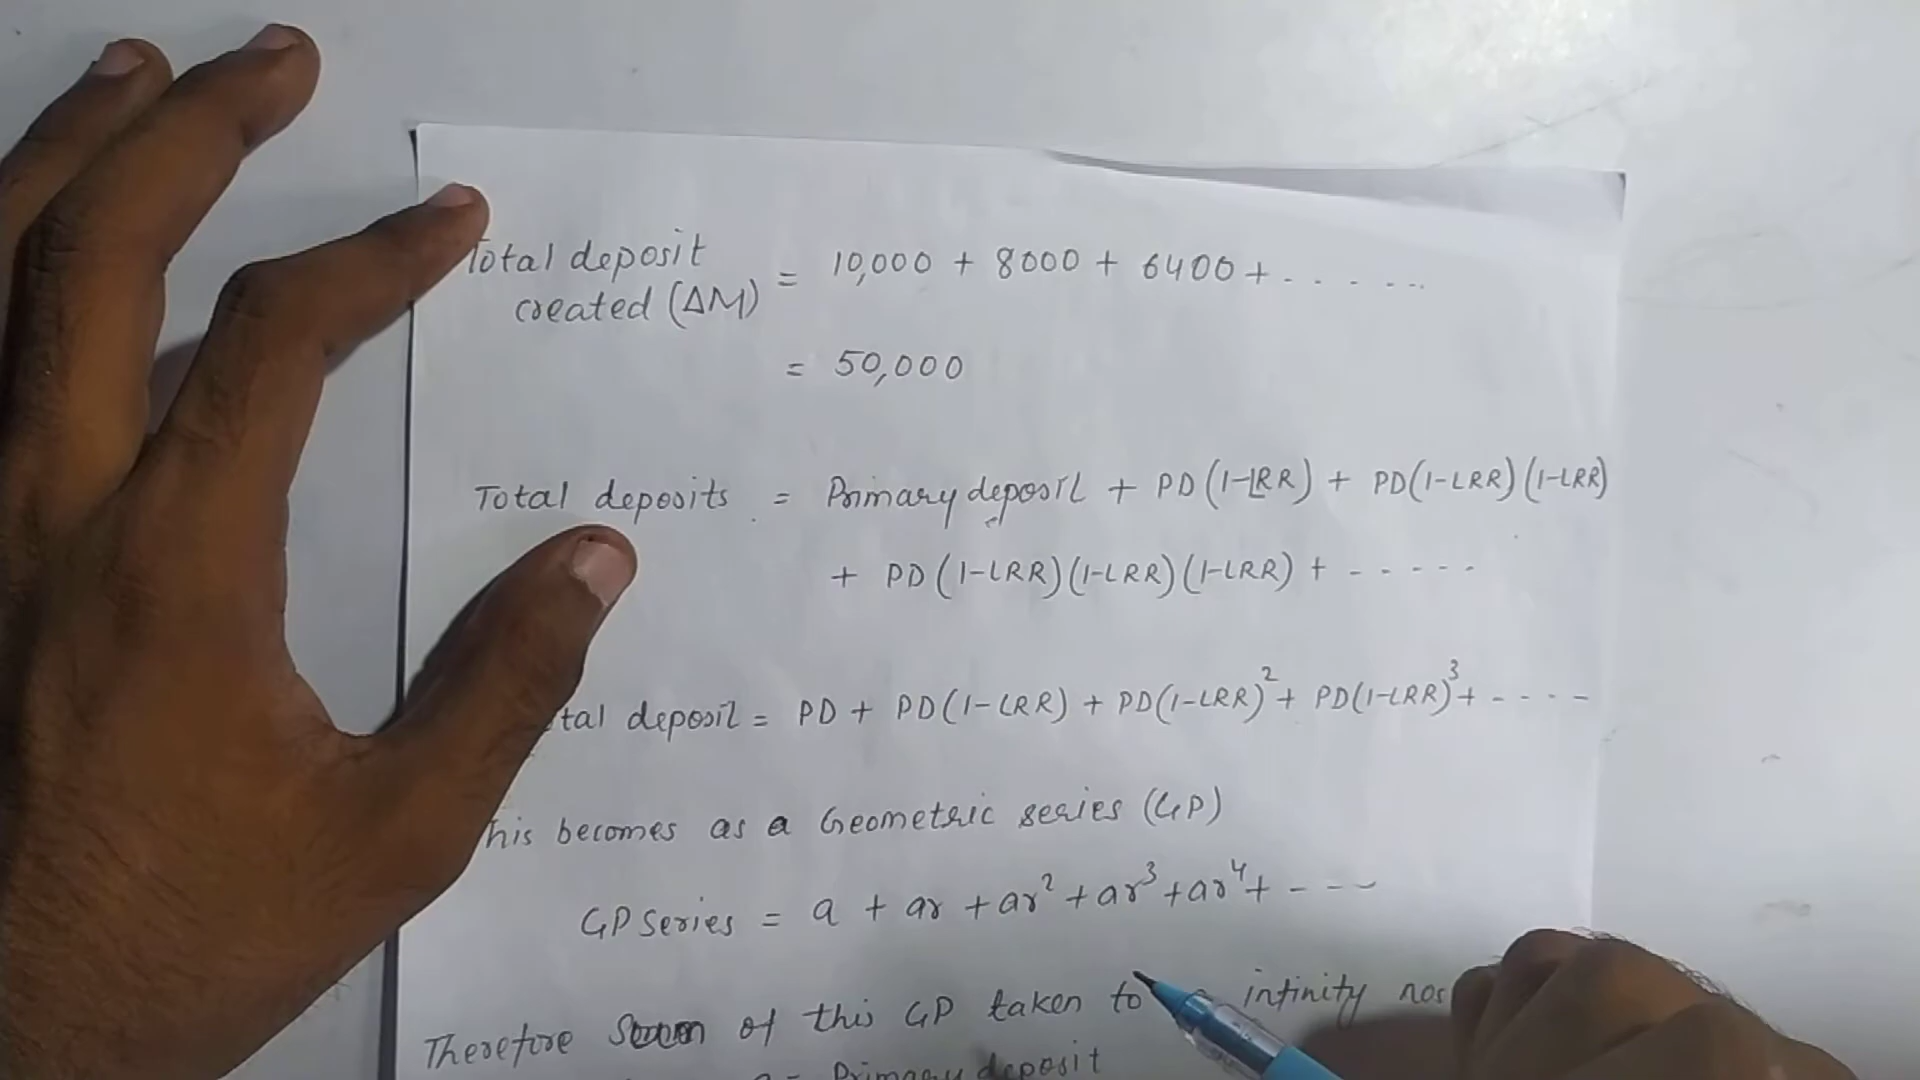 Total deposit
created (ΔM) = 10,000 + 8000 + 6400 + - - - - - -
= 50,000
Total deposits = Primary deposit + PD(1-LRR) + PD(1-LRR)(1-LRR)
+ PD(1-LRR)(1-LRR)(1-LRR) + - - - - -
tal deposit = PD + PD(1-LRR) + PD(1-LRR)² + PD(1-LRR)³ + - - - -
his becomes as a Geometric series (GP)
GP Series = a + ar + ar² + ar³ + ar⁴ + - - -
Therefore of this GP taken to infinity
= Primary deposit